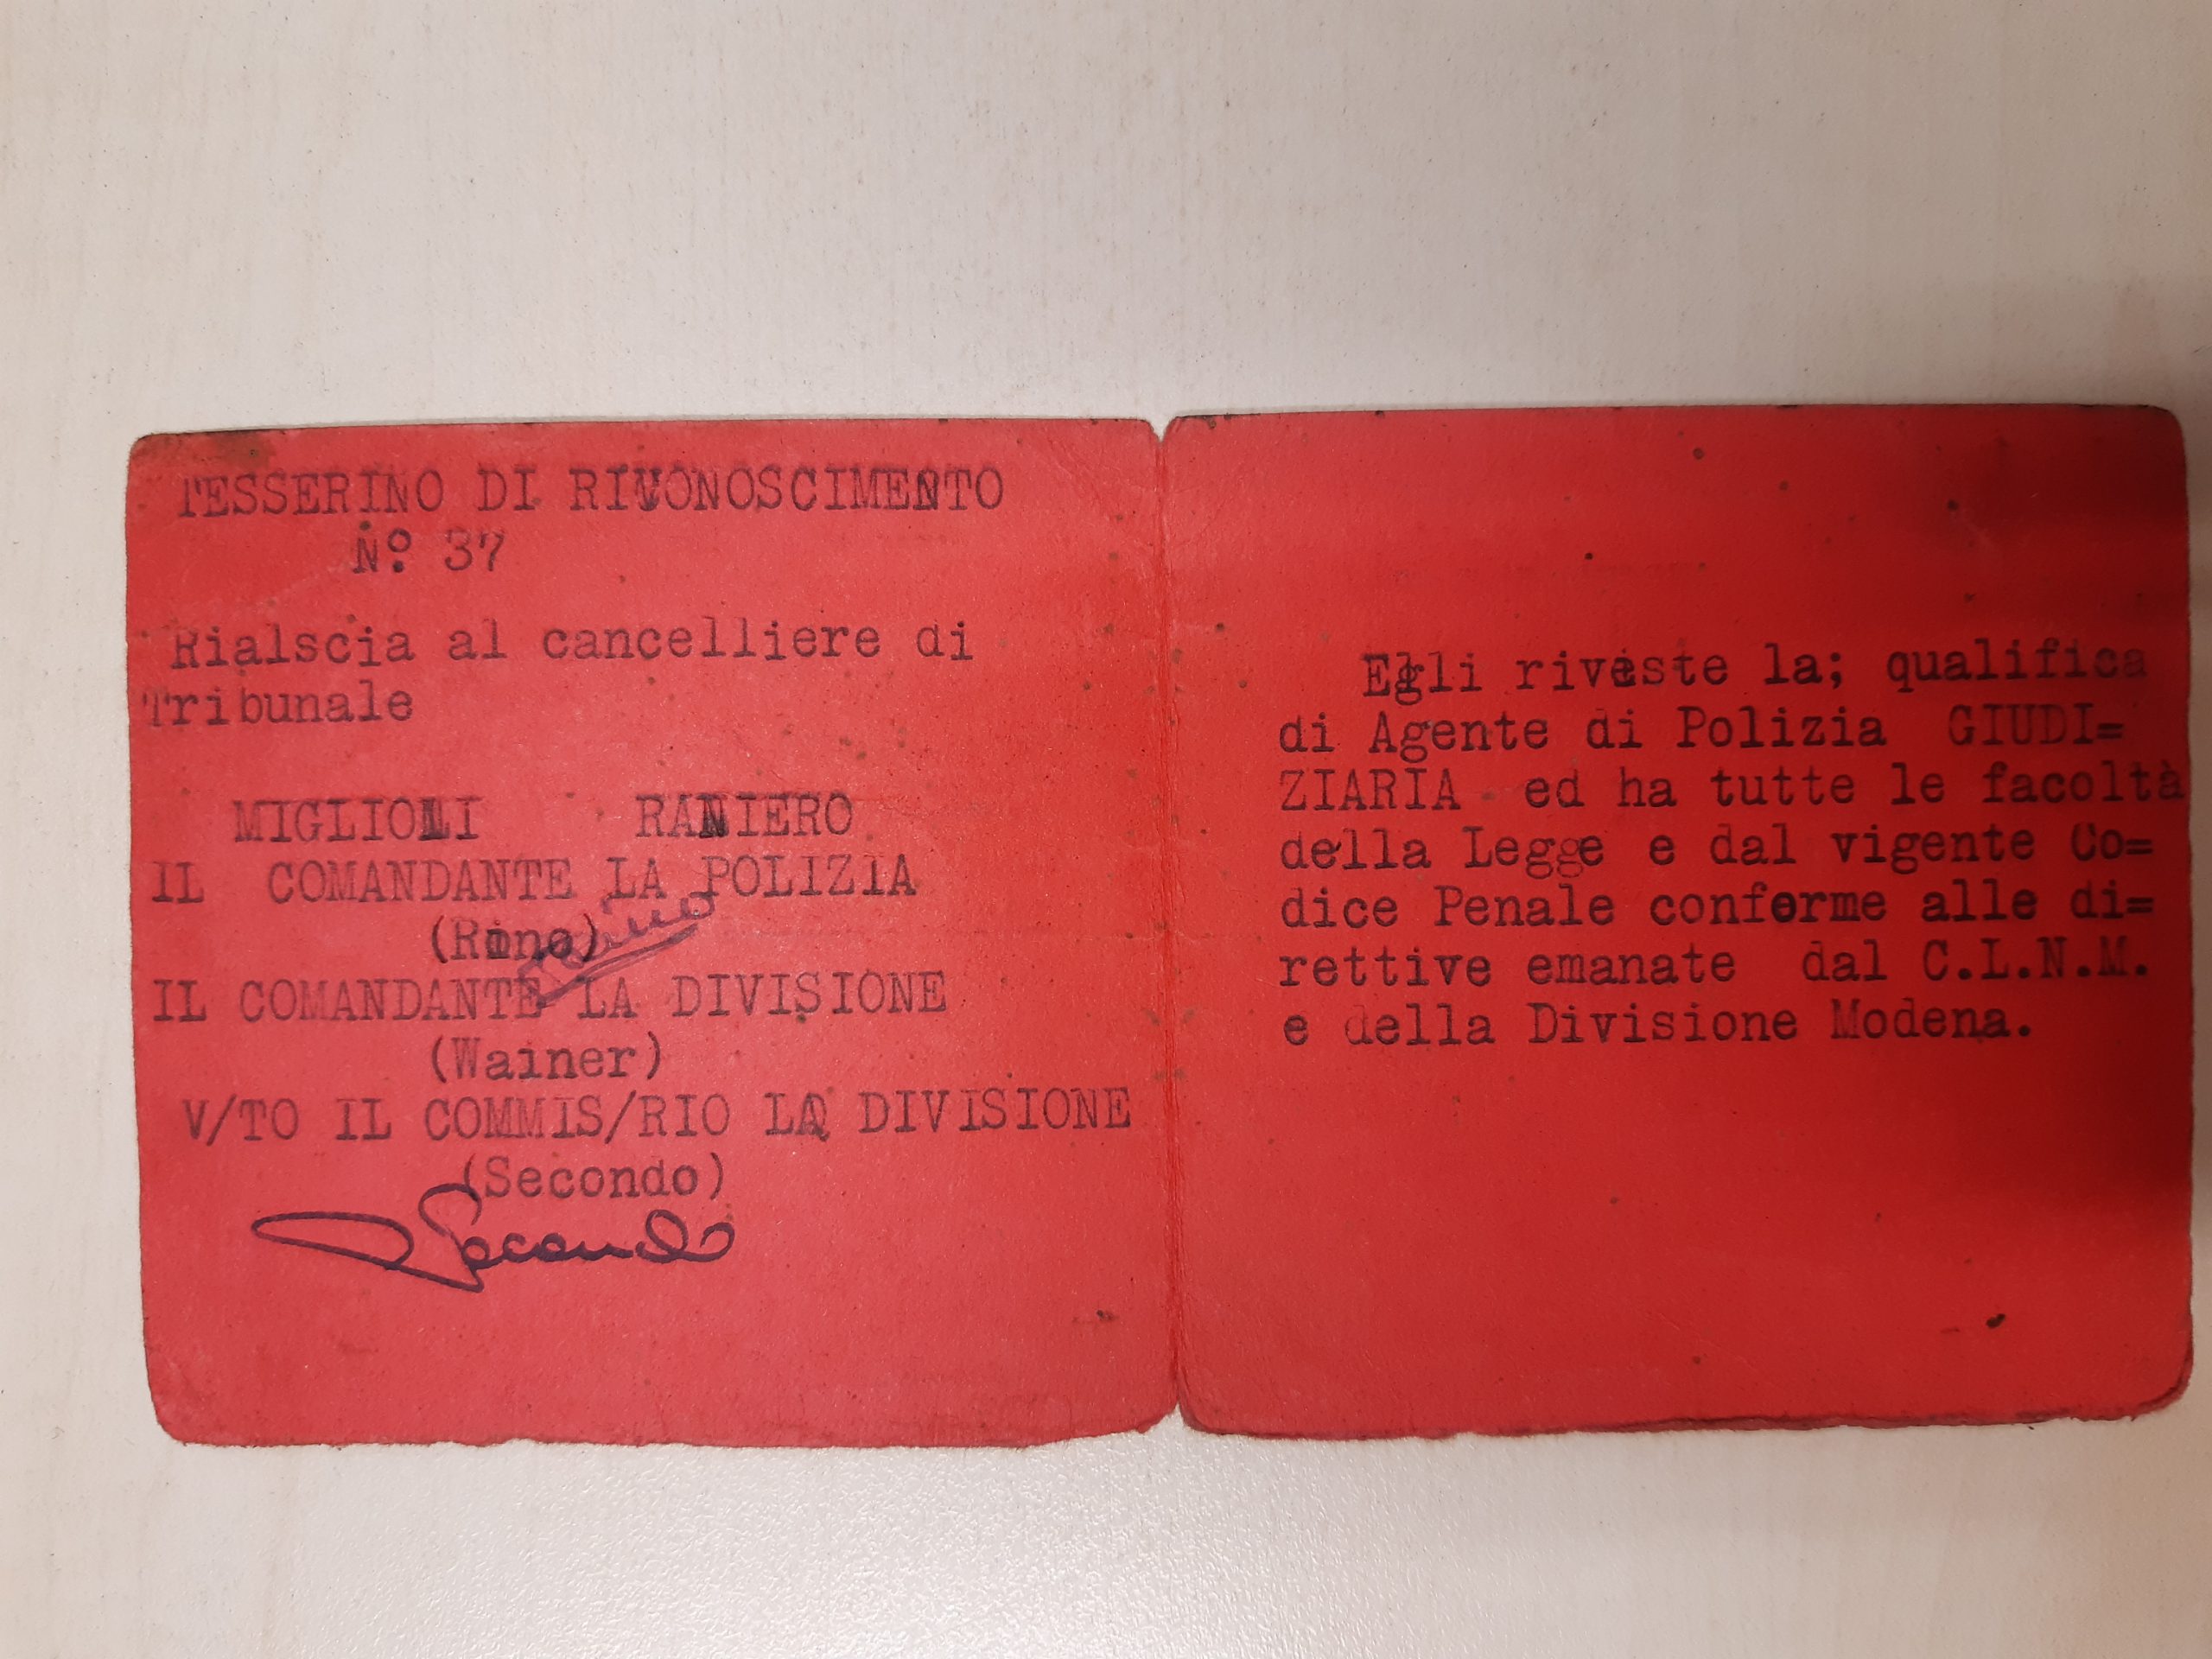 TESSERINO DI RICONOSCIMENTO
Nº 37
Rialscia al cancelliere di
Tribunale
MIGLIOLI RANIERO
IL COMANDANTE LA POLIZIA
(Rino)
Rino
IL COMANDANTE LA DIVISIONE
(Wainer)
V/TO IL COMMIS/RIO LA DIVISIONE
(Secondo)
Secondo
Egli riveste la; qualifica
di Agente di Polizia GIUDI=
ZIARIA ed ha tutte le facoltà
della Legge e dal vigente Co=
dice Penale conforme alle di=
rettive emanate dal C.L.N.M.
e della Divisione Modena.